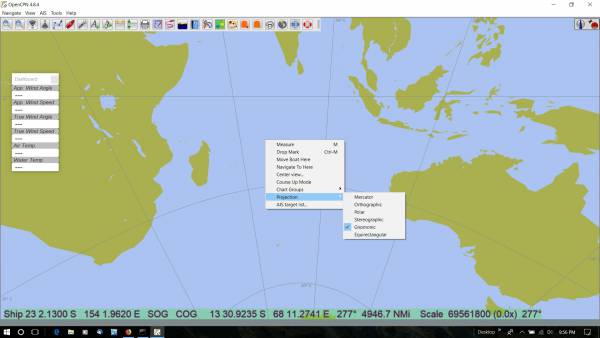 OpenCPN 4.8.4
Navigate View AIS Tools Help
Dashboard
App. Wind Angle
----
App. Wind Speed
----
True Wind Angle
----
True Wind Speed
----
Air Temp.
----
Water Temp.
----
Measure M
Drop Mark Ctrl-M
Move Boat Here
Navigate To Here
Center view...
Course Up Mode
Chart Groups
Projection
AIS target list...
Mercator
Orthographic
Polar
Stereographic
Gnomonic
Equirectangular
Ship 23 2.1300 S 154 1.9620 E SOG COG 13 30.9235 S 68 11.2741 E 277° 4946.7 NMi Scale 69561800 (0.0x) 277°
Desktop 8:56 PM